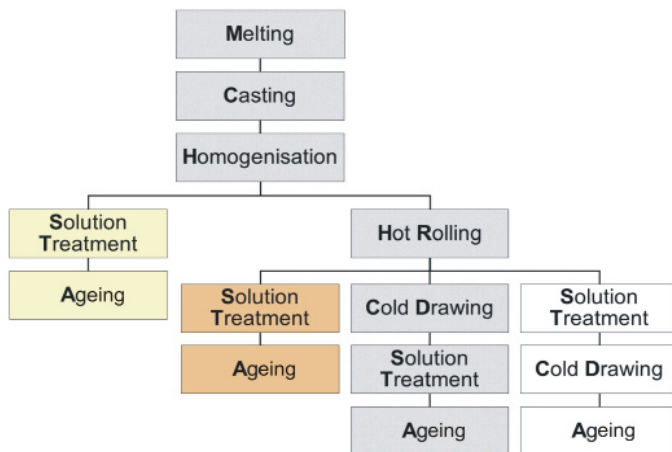 Melting
Casting
Homogenisation
Solution
Treatment
Ageing
Hot Rolling
Solution
Treatment
Ageing
Cold Drawing
Solution
Treatment
Ageing
Solution
Treatment
Cold Drawing
Ageing